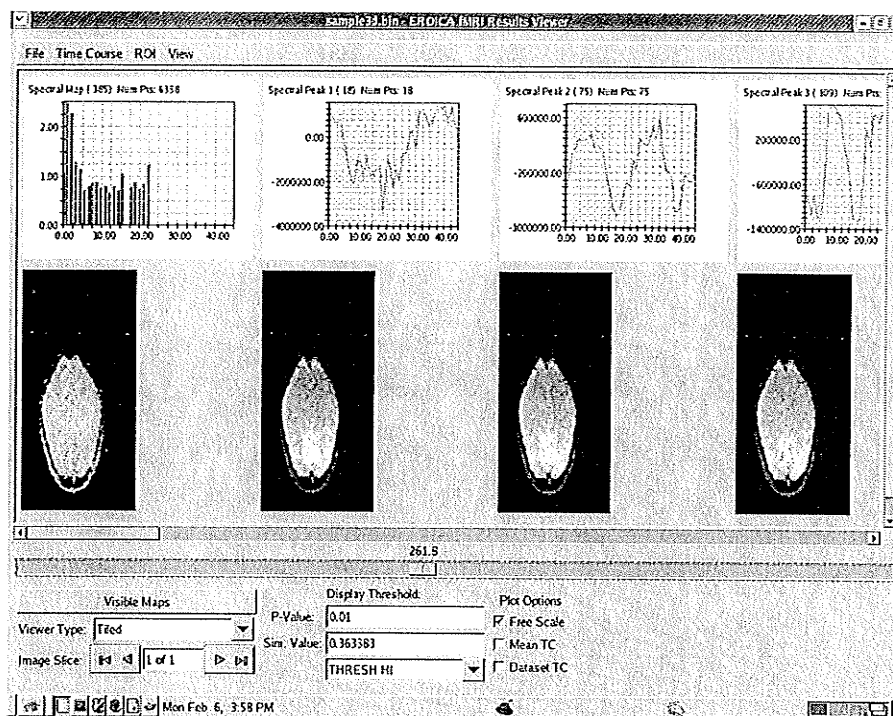 sample33.bin - EROICA fMRI Results Viewer
File Time Course ROI View
Spectral Map (385) Num Pts: 6358
2.00
1.00
0.00
0.00 10.00 20.00 30.00 40.00
Spectral Peak 1 (18) Num Pts: 18
0.00
-2000000.00
-4000000.00
0.00 10.00 20.00 30.00 40.00
Spectral Peak 2 (75) Num Pts: 75
600000.00
-200000.00
-1000000.00
0.00 10.00 20.00 30.00 40.00
Spectral Peak 3 (109) Num Pts:
200000.00
-600000.00
-1400000.00
0.00 10.00 20.00
261.8
Visible Maps
Viewer Type: Tiled
Image Slice: 1 of 1
Display Threshold:
P-Value: 0.01
Sim. Value: 0.363383
THRESH HI
Plot Options
Free Scale
Mean TC
Dataset TC
Mon Feb 6, 3:58 PM